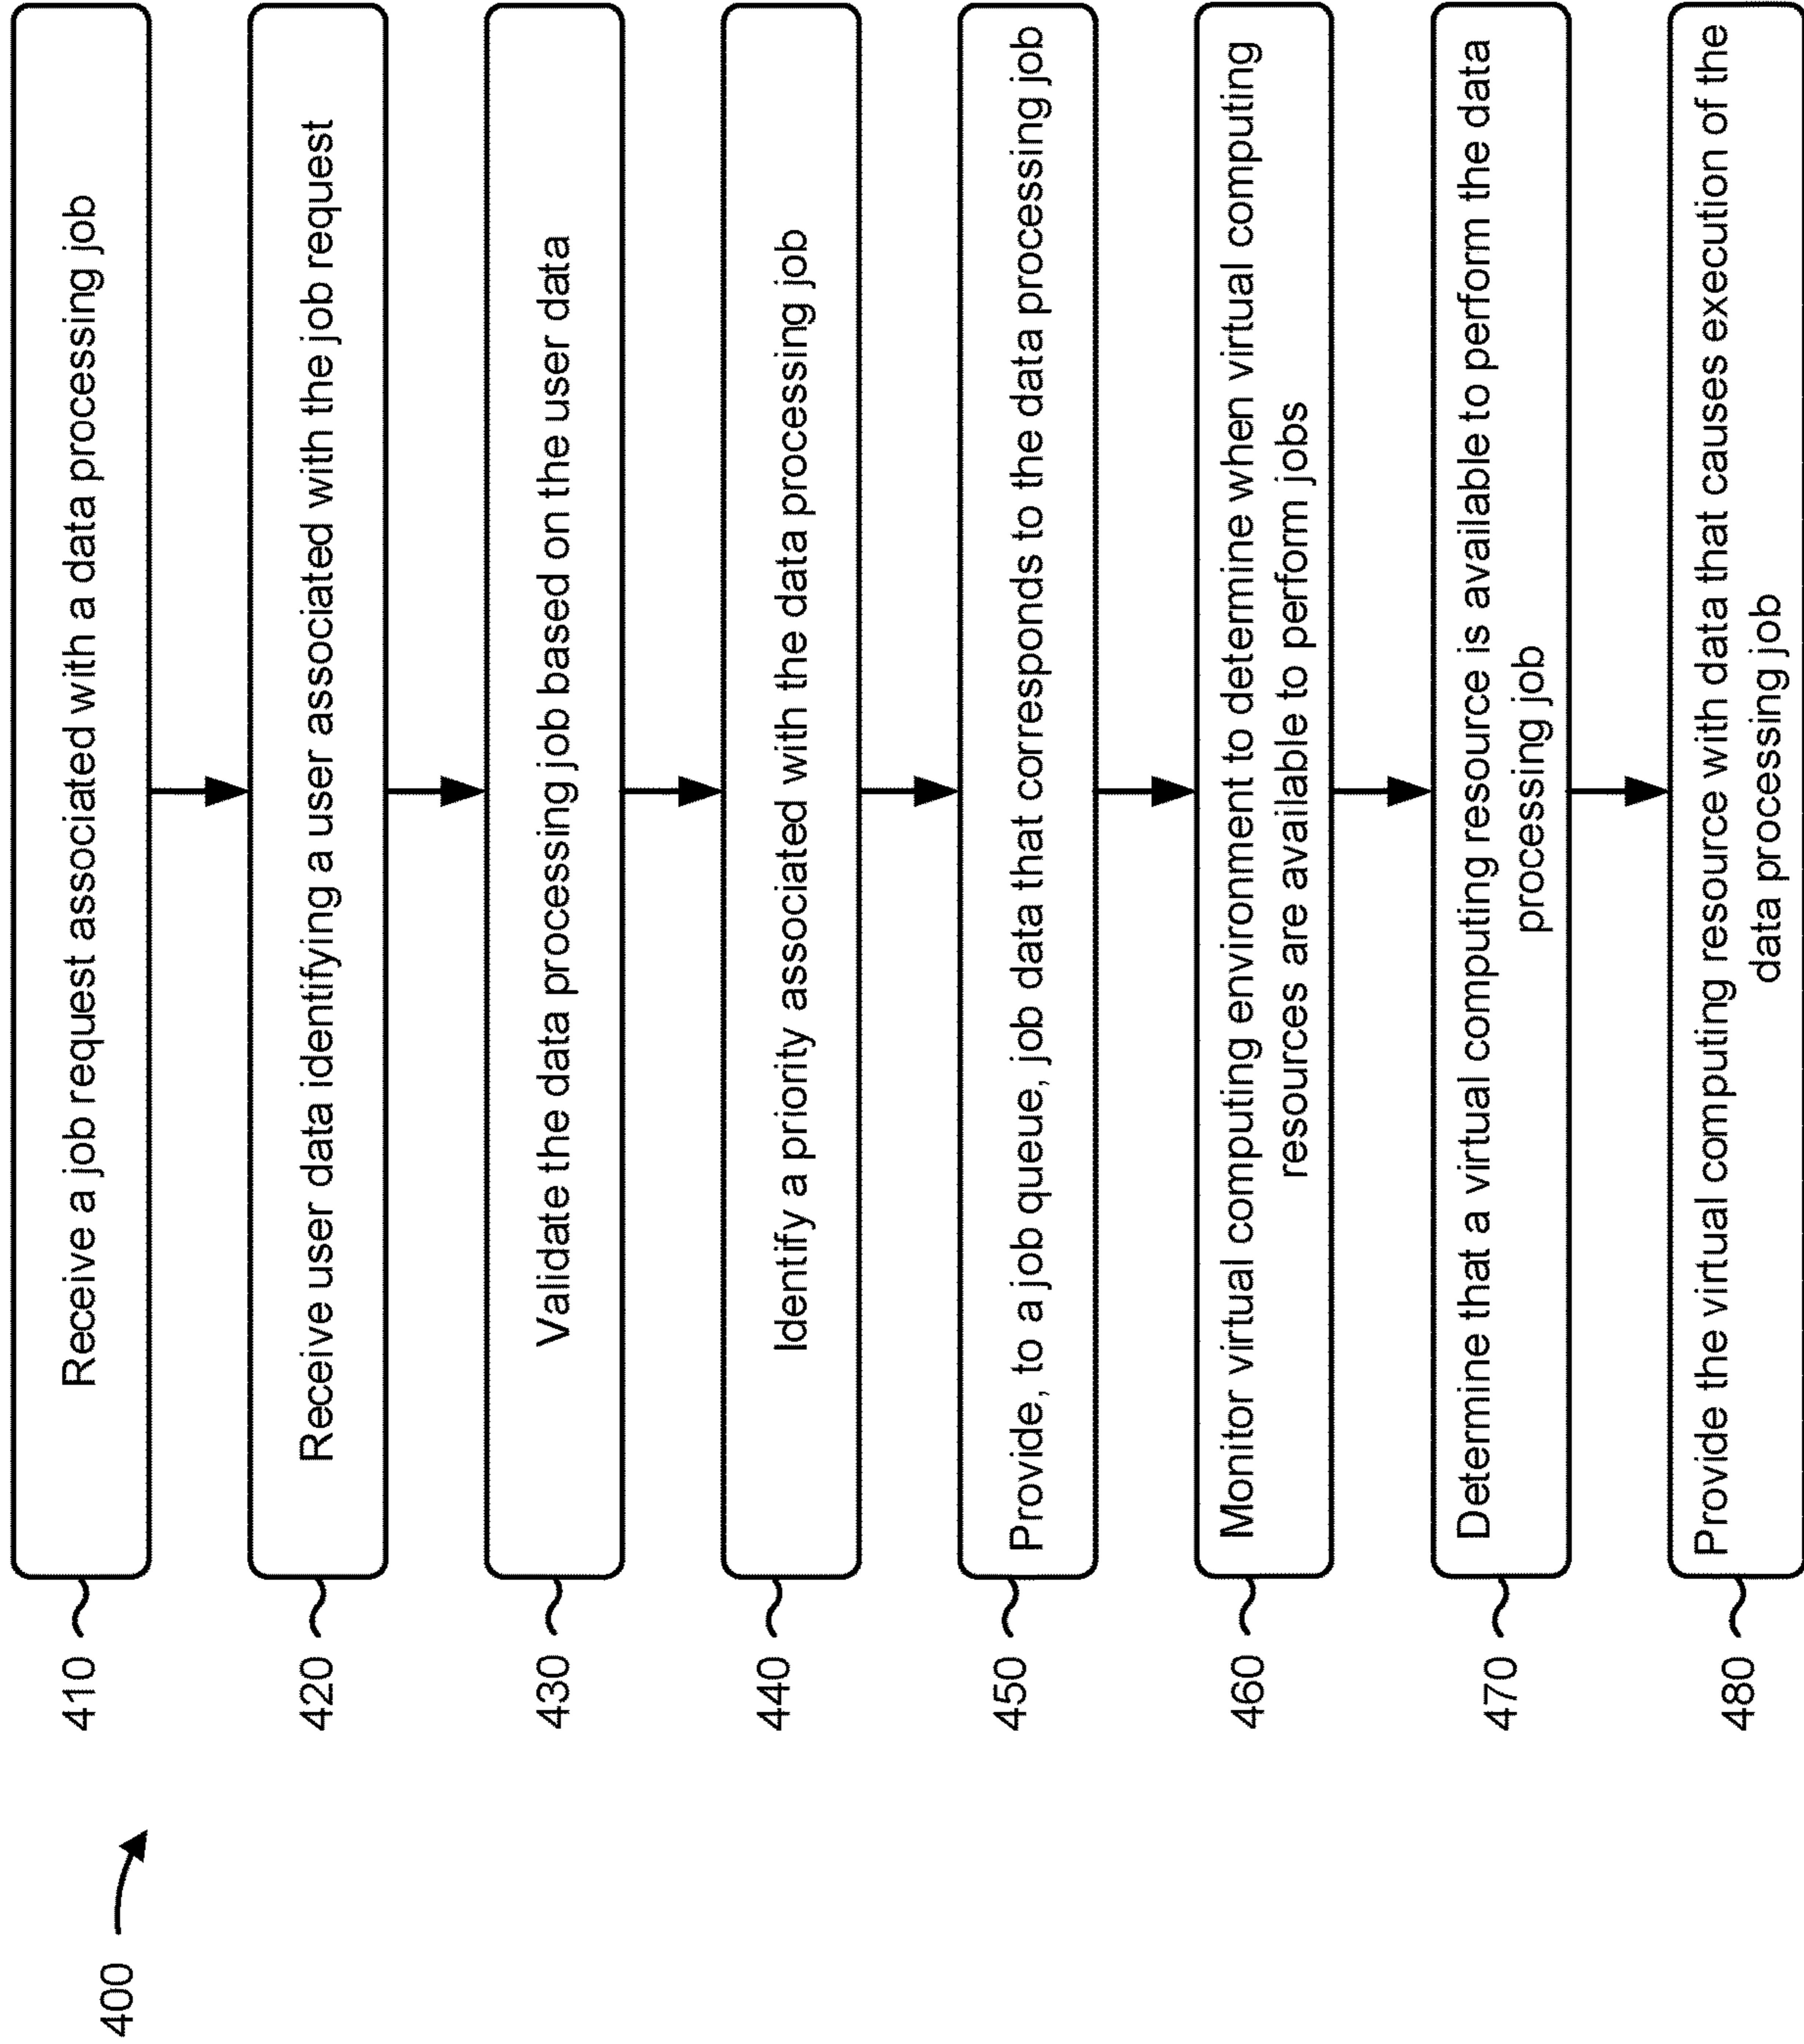 400
410
Receive a job request associated with a data processing job
420
Receive user data identifying a user associated with the job request
430
Validate the data processing job based on the user data
440
Identify a priority associated with the data processing job
450
Provide, to a job queue, job data that corresponds to the data processing job
460
Monitor virtual computing environment to determine when virtual computing
resources are available to perform jobs
470
Determine that a virtual computing resource is available to perform the data
processing job
480
Provide the virtual computing resource with data that causes execution of the
data processing job